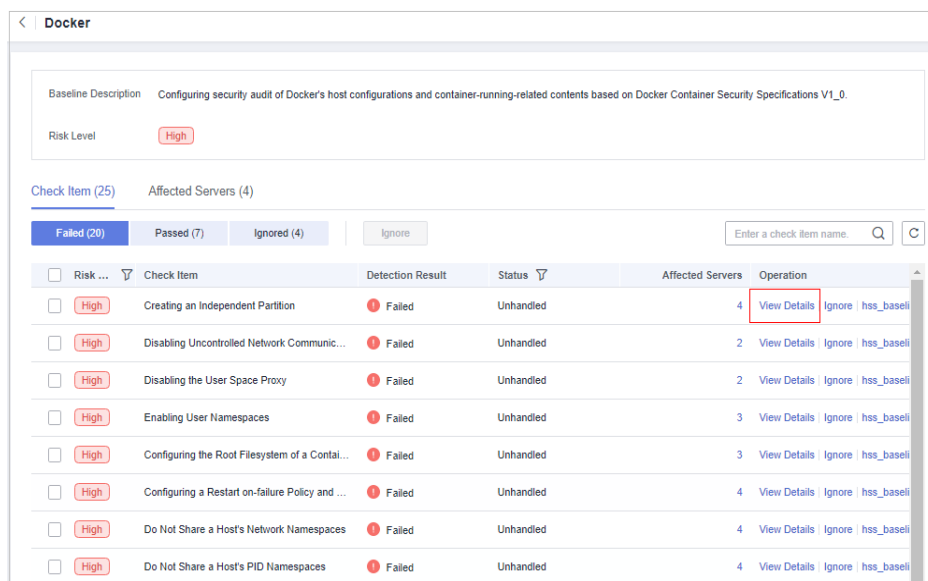 Docker
Baseline Description Configuring security audit of Docker's host configurations and container-running-related contents based on Docker Container Security Specifications V1_0.
Risk Level High
Check Item (25) Affected Servers (4)
Failed (20) Passed (7) Ignored (4) Ignore Enter a check item name.
Risk ... Check Item Detection Result Status Affected Servers Operation
High Creating an Independent Partition Failed Unhandled 4 View Details Ignore hss_baseli
High Disabling Uncontrolled Network Communic... Failed Unhandled 2 View Details Ignore hss_baseli
High Disabling the User Space Proxy Failed Unhandled 2 View Details Ignore hss_baseli
High Enabling User Namespaces Failed Unhandled 3 View Details Ignore hss_baseli
High Configuring the Root Filesystem of a Contai... Failed Unhandled 3 View Details Ignore hss_baseli
High Configuring a Restart on-failure Policy and ... Failed Unhandled 4 View Details Ignore hss_baseli
High Do Not Share a Host's Network Namespaces Failed Unhandled 4 View Details Ignore hss_baseli
High Do Not Share a Host's PID Namespaces Failed Unhandled 4 View Details Ignore hss_baseli